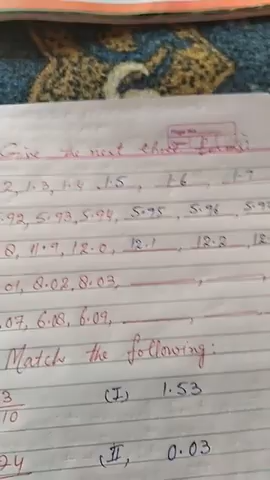 Give the next three
2, 1.3, 1.4, 1.5, 1.6, 1.7
.92, 5.93, 5.94, 5.95, 5.96, 5.9
8, 11.9, 12.0, 12.1, 12.2, 12.
.01, 8.02, 8.03,
.07, 6.08, 6.09,
Match the following:
3/10 (I) 1.53
24 (II, 0.03